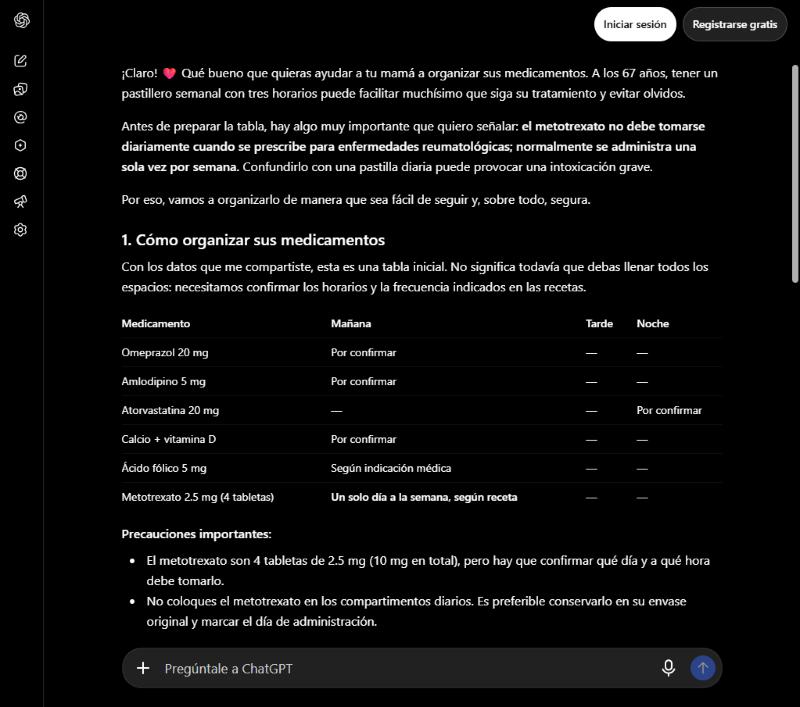 Iniciar sesión
Registrarse gratis
¡Claro! 💔 Qué bueno que quieras ayudar a tu mamá a organizar sus medicamentos. A los 67 años, tener un
pastillero semanal con tres horarios puede facilitar muchísimo que siga su tratamiento y evitar olvidos.
Antes de preparar la tabla, hay algo muy importante que quiero señalar: el metotrexato no debe tomarse
diariamente cuando se prescribe para enfermedades reumatológicas; normalmente se administra una
sola vez por semana. Confundirlo con una pastilla diaria puede provocar una intoxicación grave.
Por eso, vamos a organizarlo de manera que sea fácil de seguir y, sobre todo, segura.
1. Cómo organizar sus medicamentos
Con los datos que me compartiste, esta es una tabla inicial. No significa todavía que debas llenar todos los
espacios: necesitamos confirmar los horarios y la frecuencia indicados en las recetas.
Medicamento Mañana Tarde Noche
Omeprazol 20 mg Por confirmar — —
Amlodipino 5 mg Por confirmar — —
Atorvastatina 20 mg — — Por confirmar
Calcio + vitamina D Por confirmar — —
Ácido fólico 5 mg Según indicación médica — —
Metotrexato 2.5 mg (4 tabletas) Un solo día a la semana, según receta — —
Precauciones importantes:
• El metotrexato son 4 tabletas de 2.5 mg (10 mg en total), pero hay que confirmar qué día y a qué hora
debe tomarlo.
• No coloques el metotrexato en los compartimentos diarios. Es preferible conservarlo en su envase
original y marcar el día de administración.
Pregúntale a ChatGPT